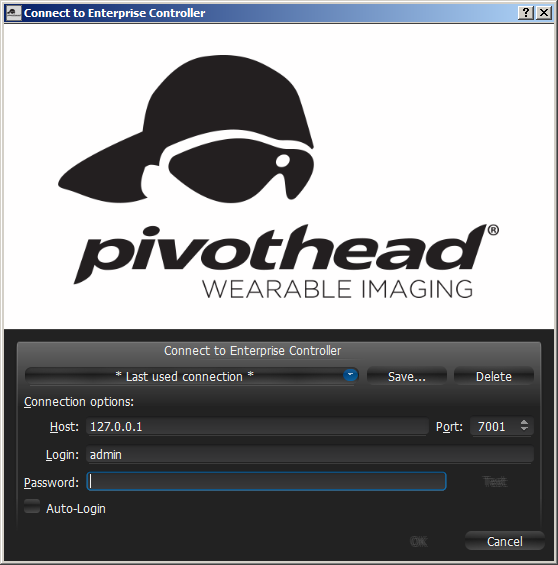 Connect to Enterprise Controller
pivothead®
WEARABLE IMAGING
Connect to Enterprise Controller
* Last used connection * Save... Delete
Connection options:
Host: 127.0.0.1 Port: 7001
Login: admin
Password: Test
Auto-Login
OK Cancel